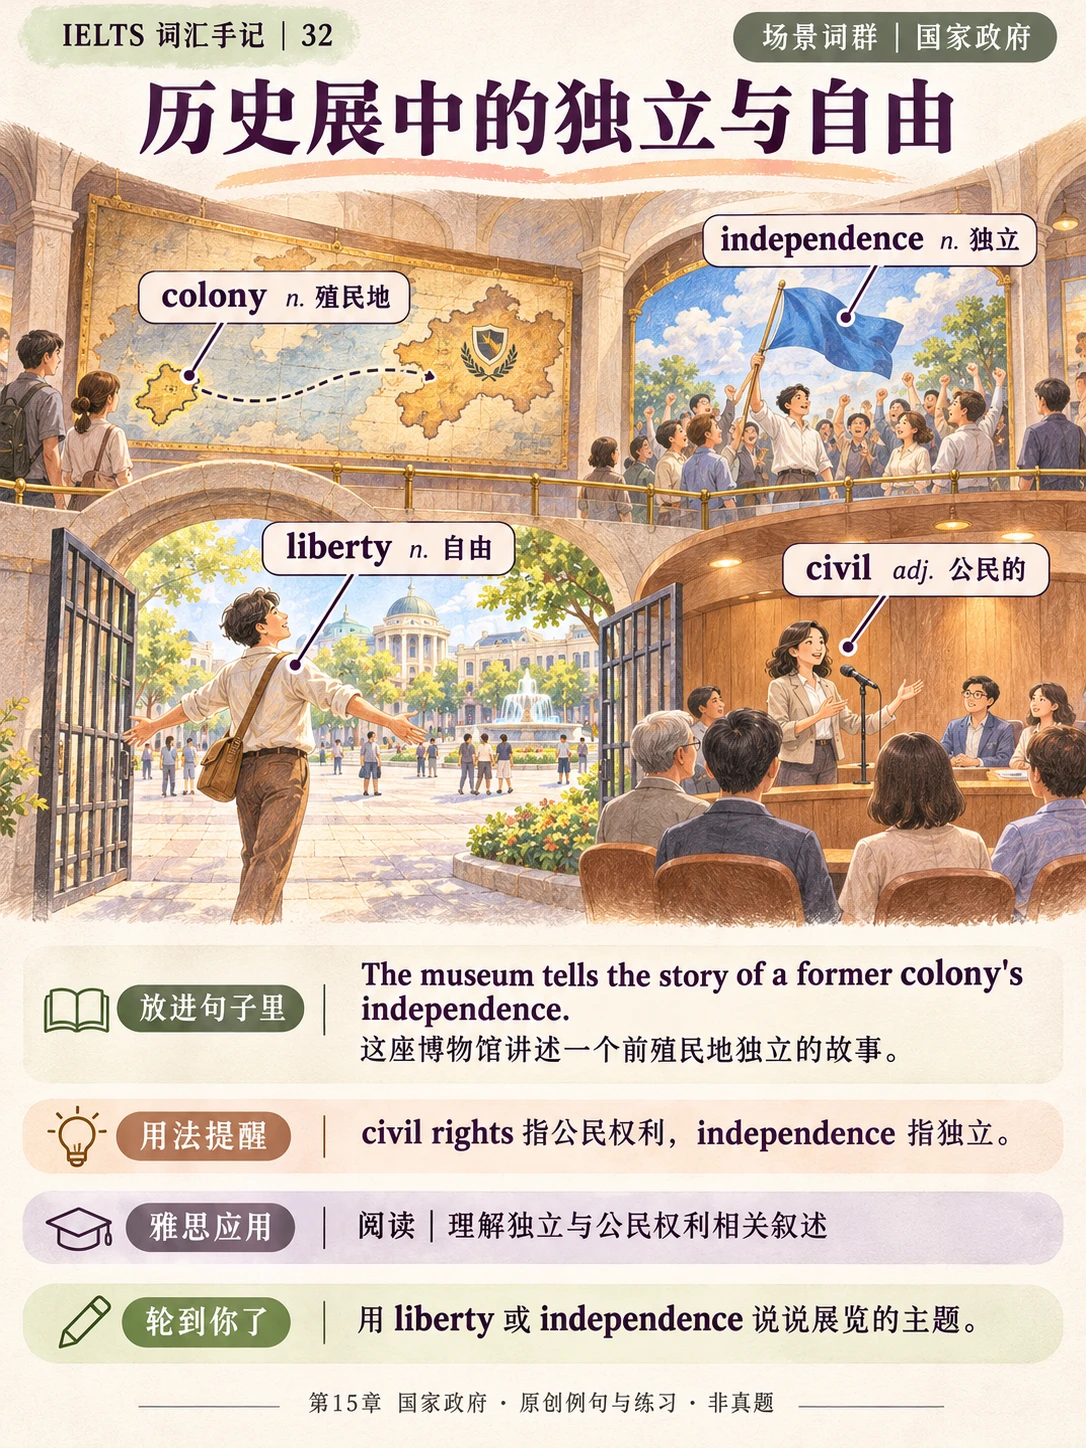 IELTS 词汇手记 | 32
场景词群 | 国家政府
历史展中的独立与自由
independence n. 独立
colony n. 殖民地
liberty n. 自由
civil adj. 公民的
放进句子里
The museum tells the story of a former colony's
independence.
这座博物馆讲述一个前殖民地独立的故事。
用法提醒
civil rights 指公民权利，independence 指独立。
雅思应用
阅读 | 理解独立与公民权利相关叙述
轮到你了
用 liberty 或 independence 说说展览的主题。
第15章 国家政府 · 原创例句与练习 · 非真题